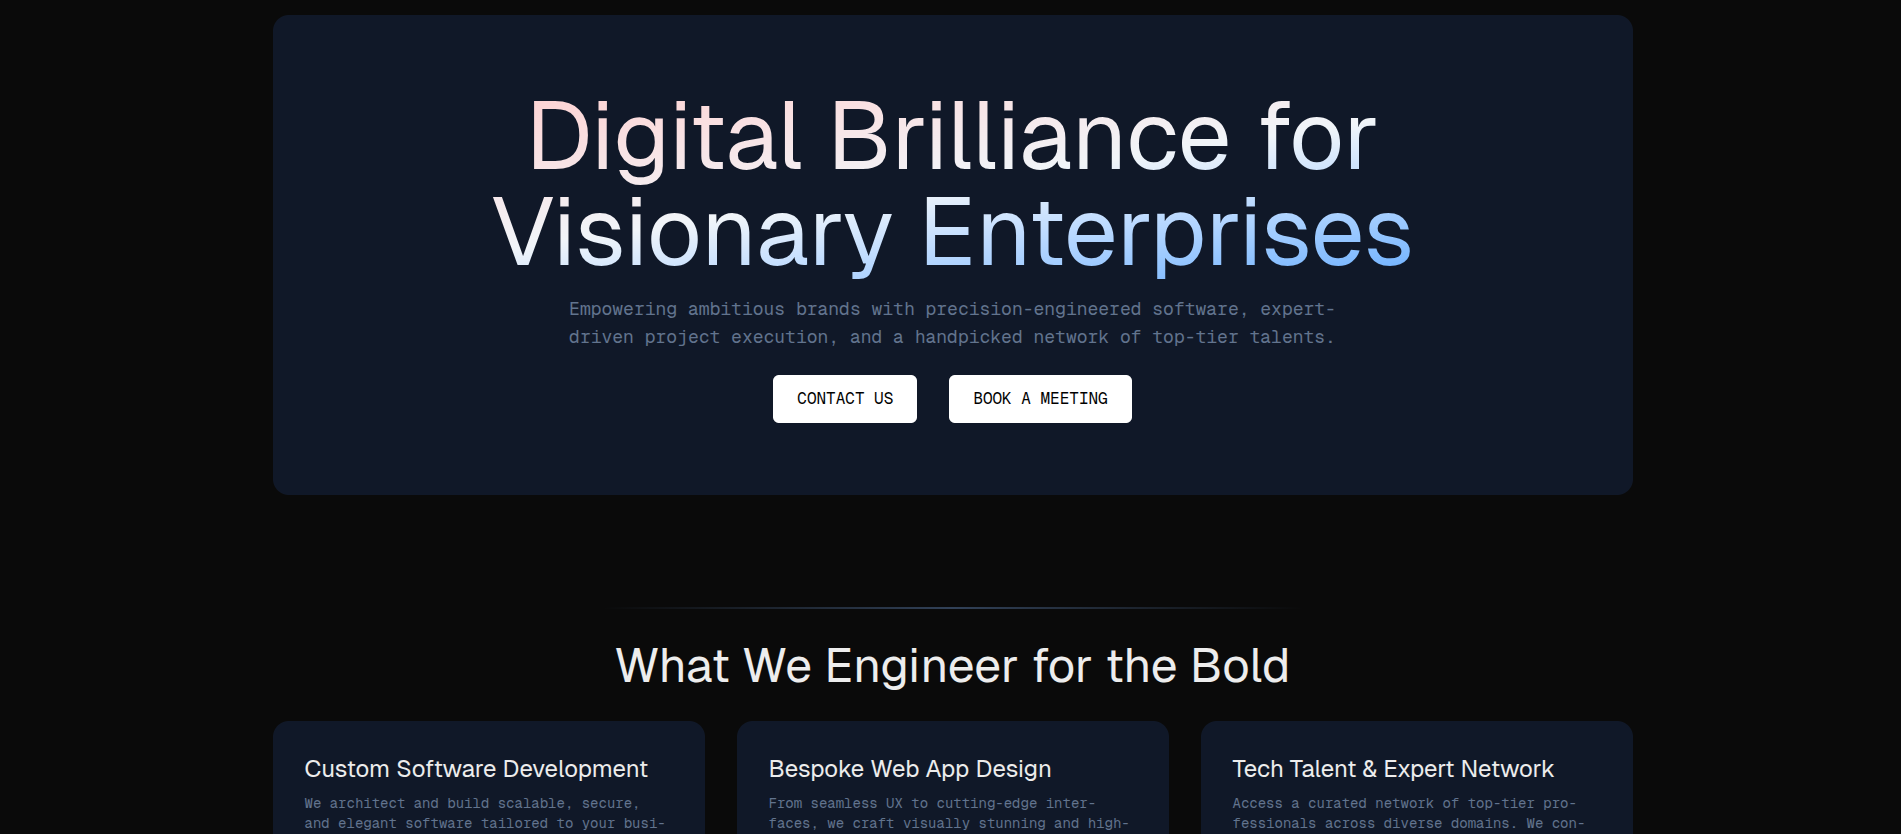 Digital Brilliance for
Visionary Enterprises
Empowering ambitious brands with precision-engineered software, expert-
driven project execution, and a handpicked network of top-tier talents.
CONTACT US
BOOK A MEETING
What We Engineer for the Bold
Custom Software Development
We architect and build scalable, secure,
and elegant software tailored to your busi-
Bespoke Web App Design
From seamless UX to cutting-edge inter-
faces, we craft visually stunning and high-
Tech Talent & Expert Network
Access a curated network of top-tier pro-
fessionals across diverse domains. We con-